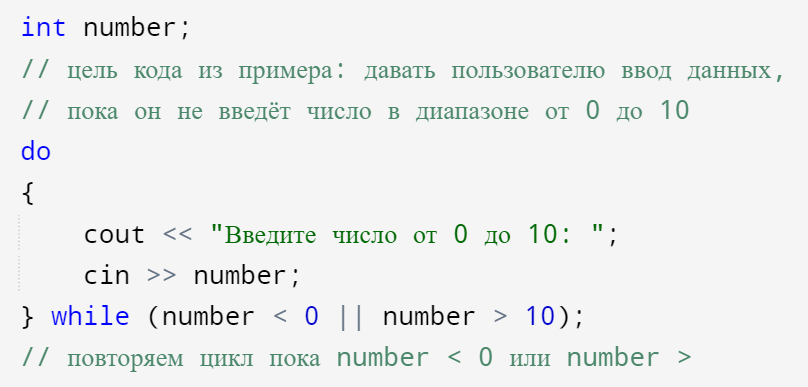 int number;
// цель кода из примера: давать пользователю ввод данных,
// пока он не введёт число в диапазоне от 0 до 10
do
{
    cout << "Введите число от 0 до 10: ";
    cin >> number;
} while (number < 0 || number > 10);
// повторяем цикл пока number < 0 или number >